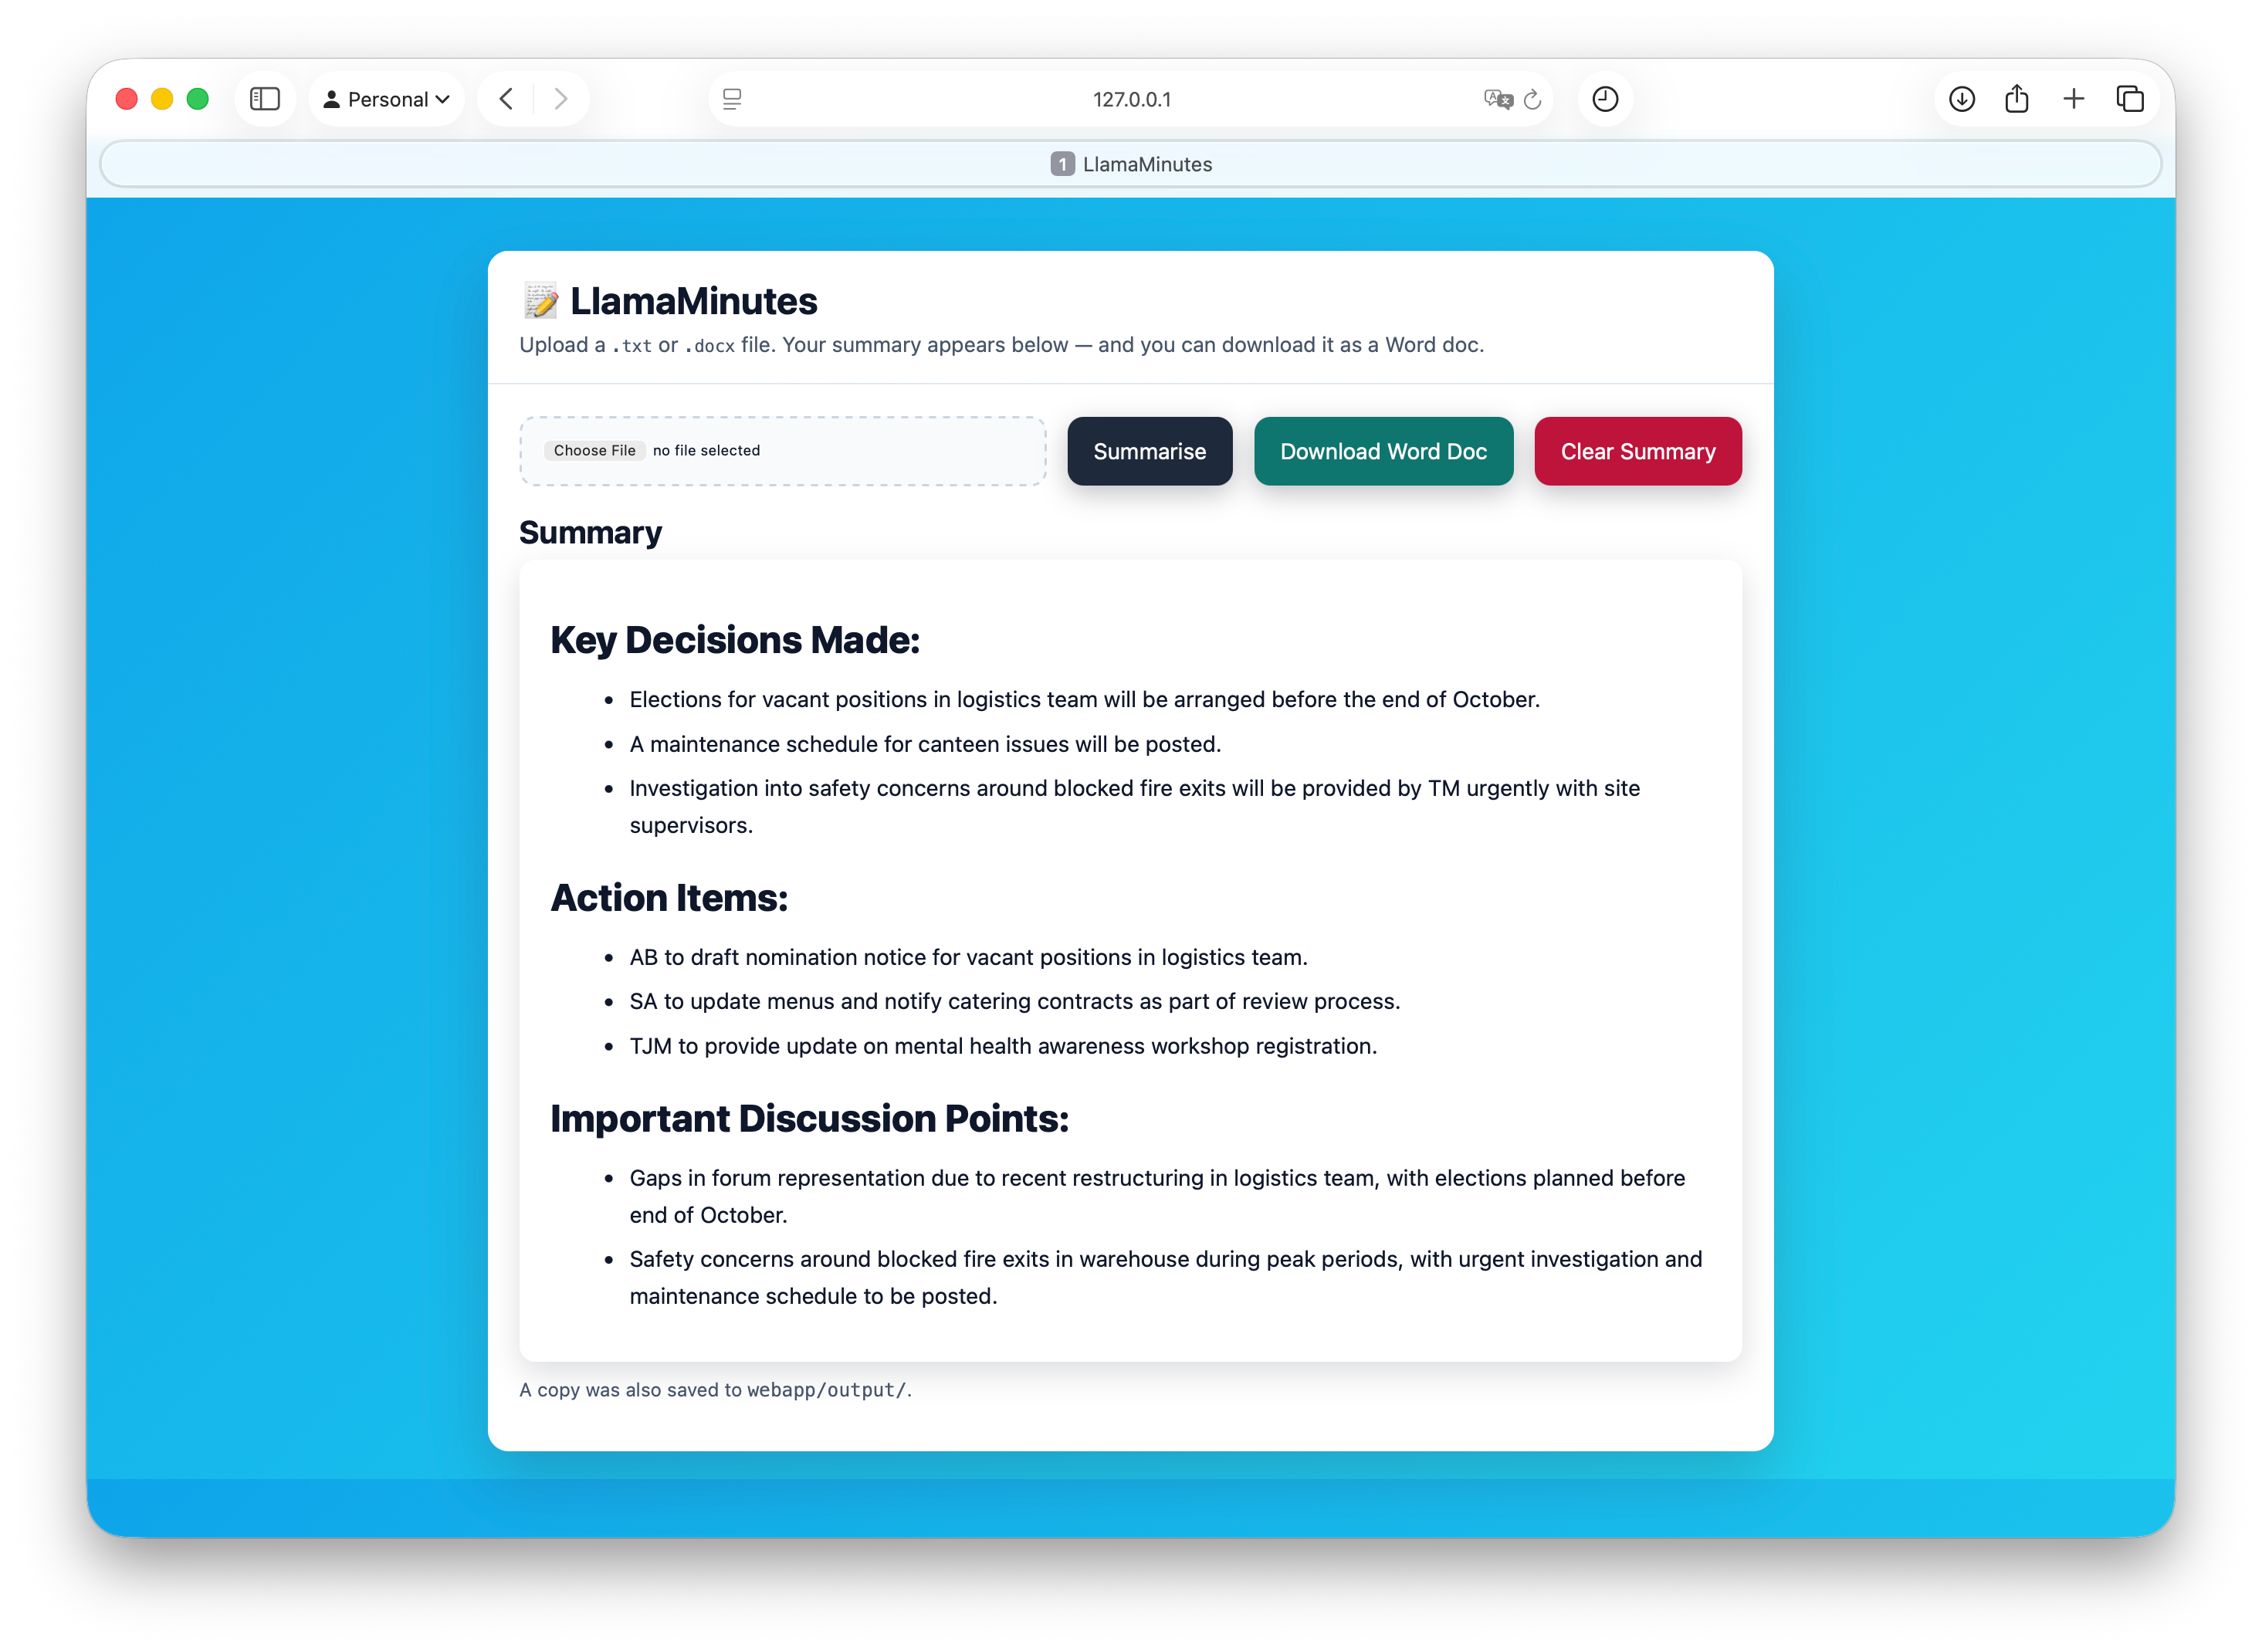 Personal
127.0.0.1
1 LlamaMinutes
LlamaMinutes
Upload a .txt or .docx file. Your summary appears below — and you can download it as a Word doc.
Choose File no file selected
Summarise
Download Word Doc
Clear Summary
Summary
Key Decisions Made:
• Elections for vacant positions in logistics team will be arranged before the end of October.
• A maintenance schedule for canteen issues will be posted.
• Investigation into safety concerns around blocked fire exits will be provided by TM urgently with site
supervisors.
Action Items:
• AB to draft nomination notice for vacant positions in logistics team.
• SA to update menus and notify catering contracts as part of review process.
• TJM to provide update on mental health awareness workshop registration.
Important Discussion Points:
• Gaps in forum representation due to recent restructuring in logistics team, with elections planned before
end of October.
• Safety concerns around blocked fire exits in warehouse during peak periods, with urgent investigation and
maintenance schedule to be posted.
A copy was also saved to webapp/output/.